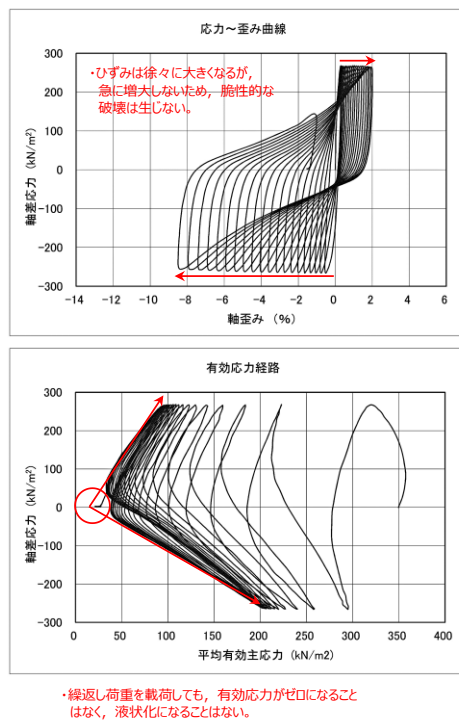 応力～歪み曲線
・ひずみは徐々に大きくなるが，
急に増大しないため，脆性的な
破壊は生じない。
軸差応力（kN/m²）
300
200
100
0
−100
−200
−300
−14 −12 −10 −8 −6 −4 −2 0 2 4 6
軸歪み （%）
有効応力経路
軸差応力（kN/m²）
300
200
100
0
−100
−200
−300
0 50 100 150 200 250 300 350 400
平均有効主応力（kN/m2）
・繰返し荷重を載荷しても，有効応力がゼロになること
はなく，液状化になることはない。